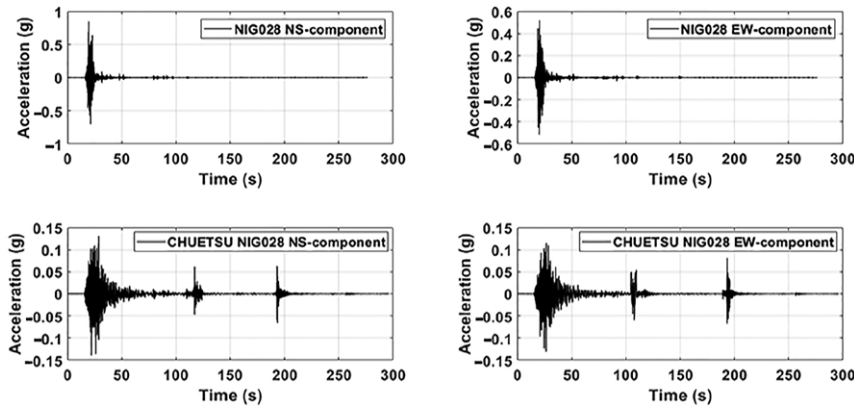 1
0.5
0
−0.5
−1
Acceleration (g)
NIG028 NS-component
0 50 100 150 200 250 300
Time (s)
0.6
0.4
0.2
0
−0.2
−0.4
−0.6
Acceleration (g)
NIG028 EW-component
0 50 100 150 200 250 300
Time (s)
0.15
0.10
0.05
0
−0.05
−0.10
−0.15
Acceleration (g)
CHUETSU NIG028 NS-component
0 50 100 150 200 250 300
Time (s)
0.15
0.10
0.05
0
−0.05
−0.10
−0.15
Acceleration (g)
CHUETSU NIG028 EW-component
0 50 100 150 200 250 300
Time (s)